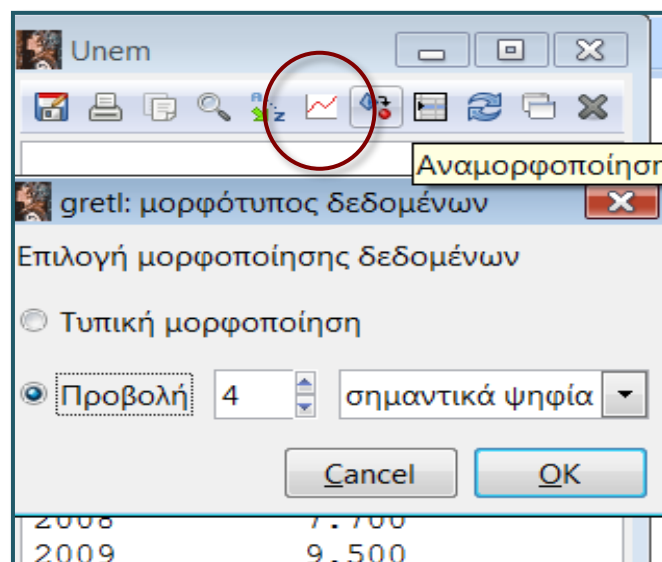 Unem
Αναμορφοποίηση
gretl: μορφότυπος δεδομένων
Επιλογή μορφοποίησης δεδομένων
Τυπική μορφοποίηση
Προβολή 4 σημαντικά ψηφία
Cancel OK
2008 7.700
2009 9.500